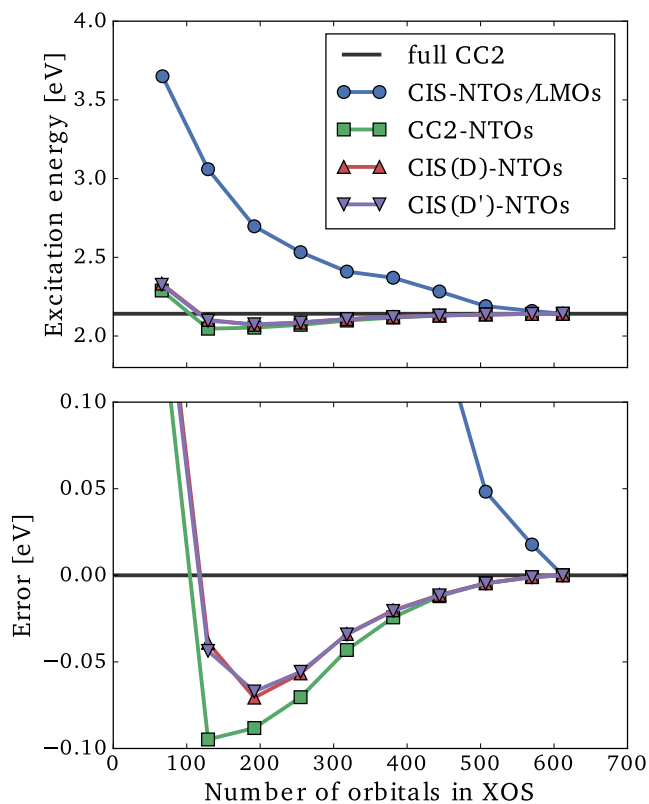 4.0
3.5
3.0
2.5
2.0
Excitation energy [eV]
full CC2
CIS-NTOs/LMOs
CC2-NTOs
CIS(D)-NTOs
CIS(D')-NTOs
0.10
0.05
0.00
−0.05
−0.10
Error [eV]
0 100 200 300 400 500 600 700
Number of orbitals in XOS